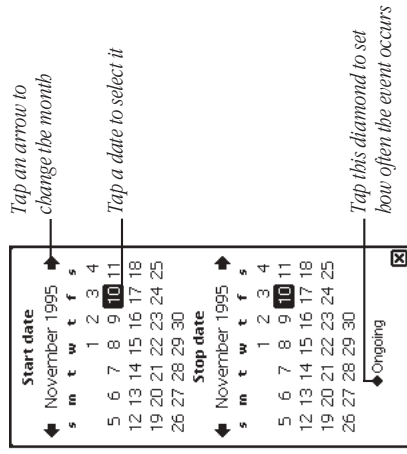 Start date
November 1995
s m t w t f s
1 2 3 4
5 6 7 8 9 10 11
12 13 14 15 16 17 18
19 20 21 22 23 24 25
26 27 28 29 30
Stop date
November 1995
s m t w t f s
1 2 3 4
5 6 7 8 9 10 11
12 13 14 15 16 17 18
19 20 21 22 23 24 25
26 27 28 29 30
Ongoing
Tap an arrow to
change the month
Tap a date to select it
Tap this diamond to set
how often the event occurs